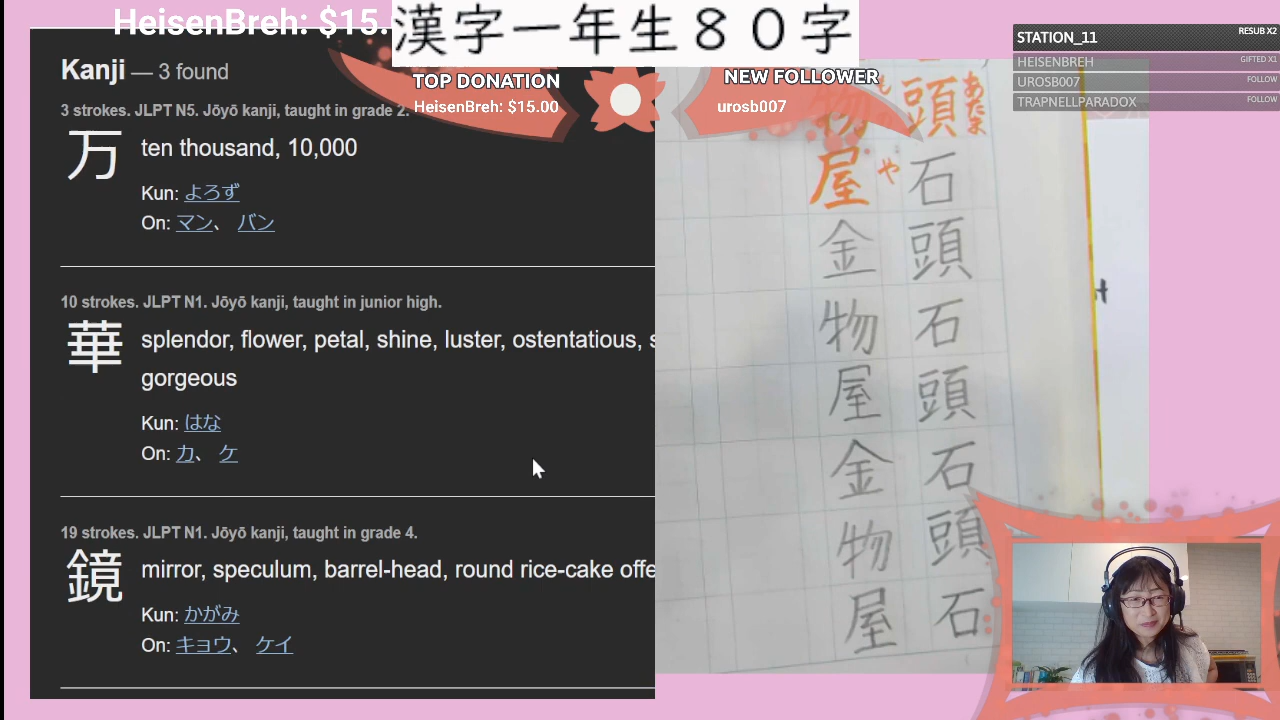 HeisenBreh: $15.
漢字一年生８０字
Kanji — 3 found
3 strokes. JLPT N5. Jōyō kanji, taught in grade 2.
万
ten thousand, 10,000
Kun: よろず
On: マン、 バン
10 strokes. JLPT N1. Jōyō kanji, taught in junior high.
華
splendor, flower, petal, shine, luster, ostentatious, s
gorgeous
Kun: はな
On: カ、 ケ
19 strokes. JLPT N1. Jōyō kanji, taught in grade 4.
鏡
mirror, speculum, barrel-head, round rice-cake offe
Kun: かがみ
On: キョウ、 ケイ
TOP DONATION
HeisenBreh: $15.00
NEW FOLLOWER
urosb007
STATION_11
RESUB X2
HEISENBREH
GIFTED X1
UROSB007
FOLLOW
TRAPNELLPARADOX
FOLLOW
頭石頭石頭石頭石
あたま
物屋金物屋金物屋
もの
や